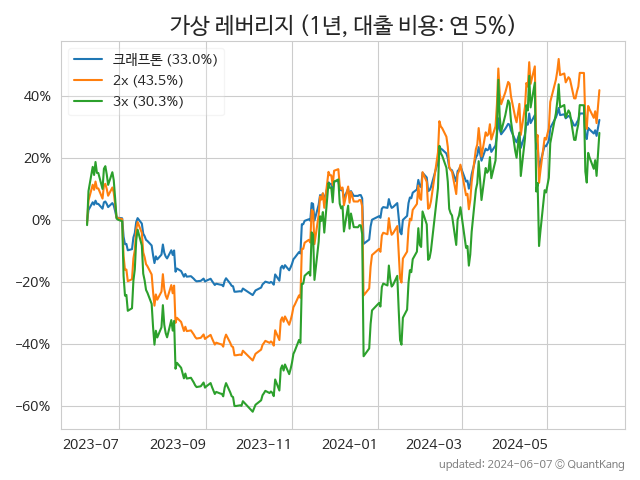 가상 레버리지 (1년, 대출 비용: 연 5%)
크래프톤 (33.0%)
2x (43.5%)
3x (30.3%)
40%
20%
0%
−20%
−40%
−60%
2023-07 2023-09 2023-11 2024-01 2024-03 2024-05
updated: 2024-06-07 © QuantKang